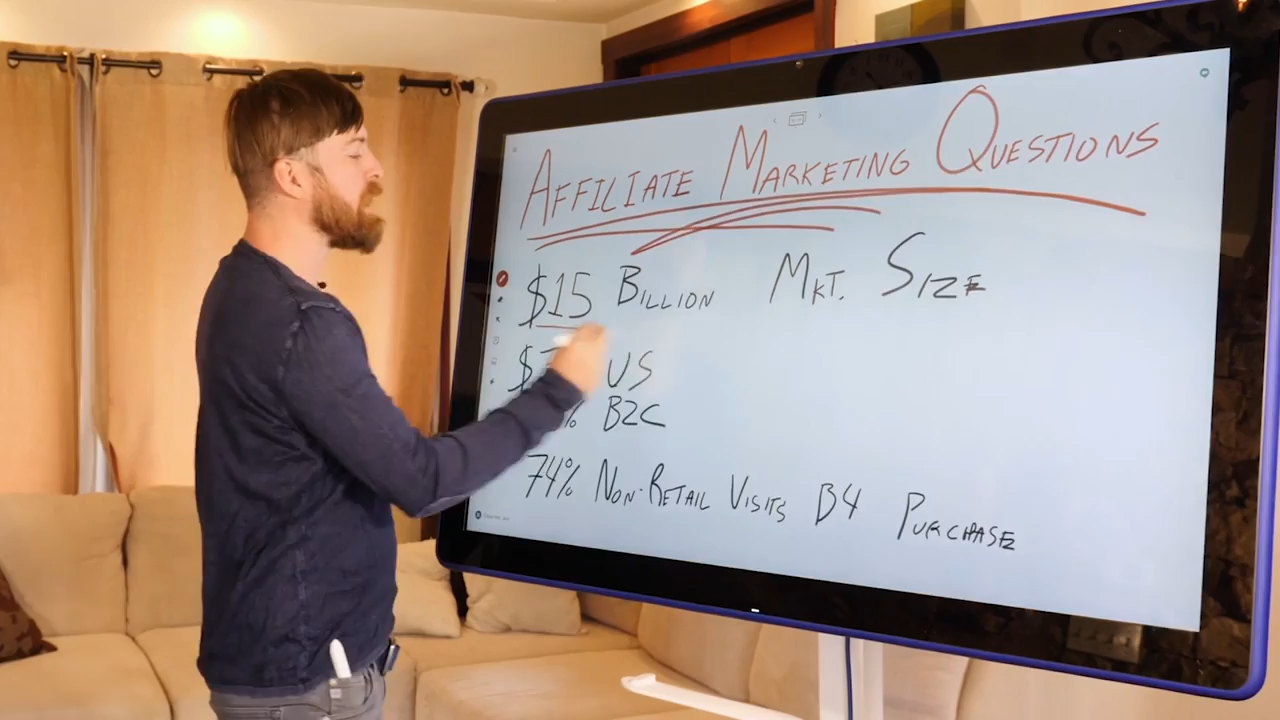 AFFILIATE MARKETING QUESTIONS
$15 BILLION MKT. SIZE
US
% B2C
74% NON-RETAIL VISITS B4 PURCHASE